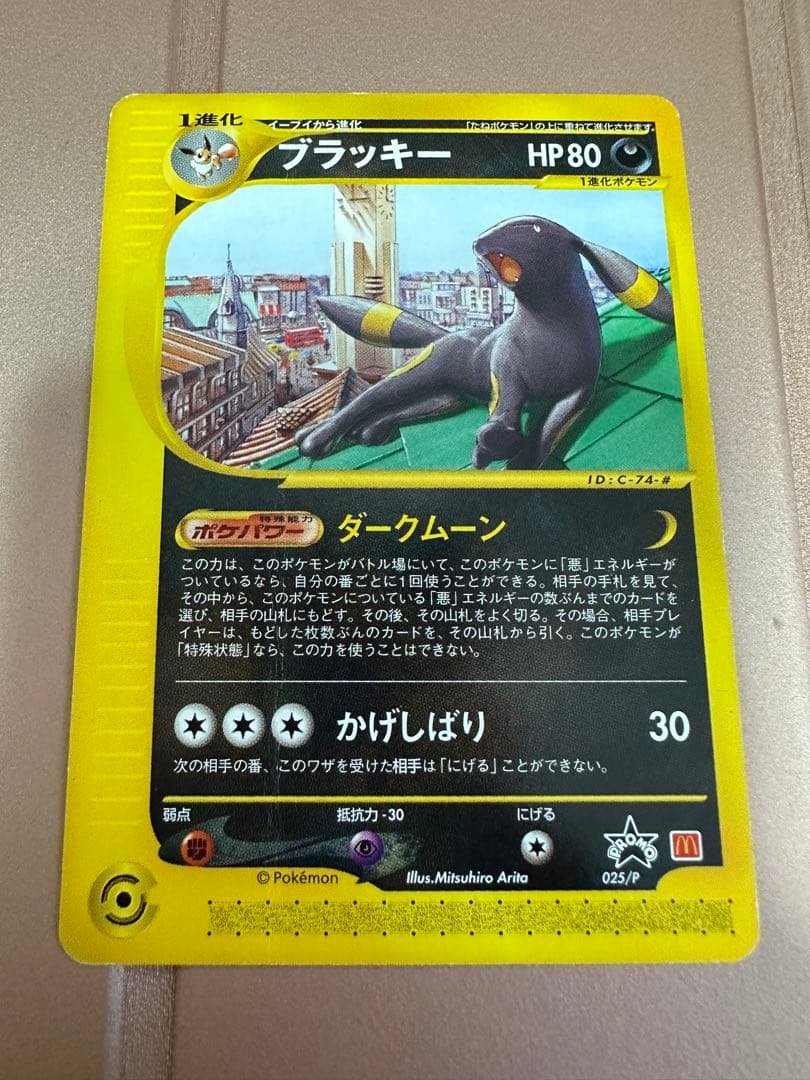 1進化
イーブイから進化
「たねポケモン」の上に重ねて進化させます。
ブラッキー HP80
1進化ポケモン
ID:C-74-#
特殊能力
ポケパワー ダークムーン
この力は、このポケモンがバトル場にいて、このポケモンに「悪」エネルギーが
ついているなら、自分の番ごとに1回使うことができる。相手の手札を見て、
その中から、このポケモンについている「悪」エネルギーの数ぶんまでのカードを
選び、相手の山札にもどす。その後、その山札をよく切る。その場合、相手プレ
イヤーは、もどした枚数ぶんのカードを、その山札から引く。このポケモンが
「特殊状態」なら、この力を使うことはできない。
かげしばり 30
次の相手の番、このワザを受けた相手は「にげる」ことができない。
弱点 抵抗力-30 にげる
PROMO
©Pokémon Illus.Mitsuhiro Arita 025/P